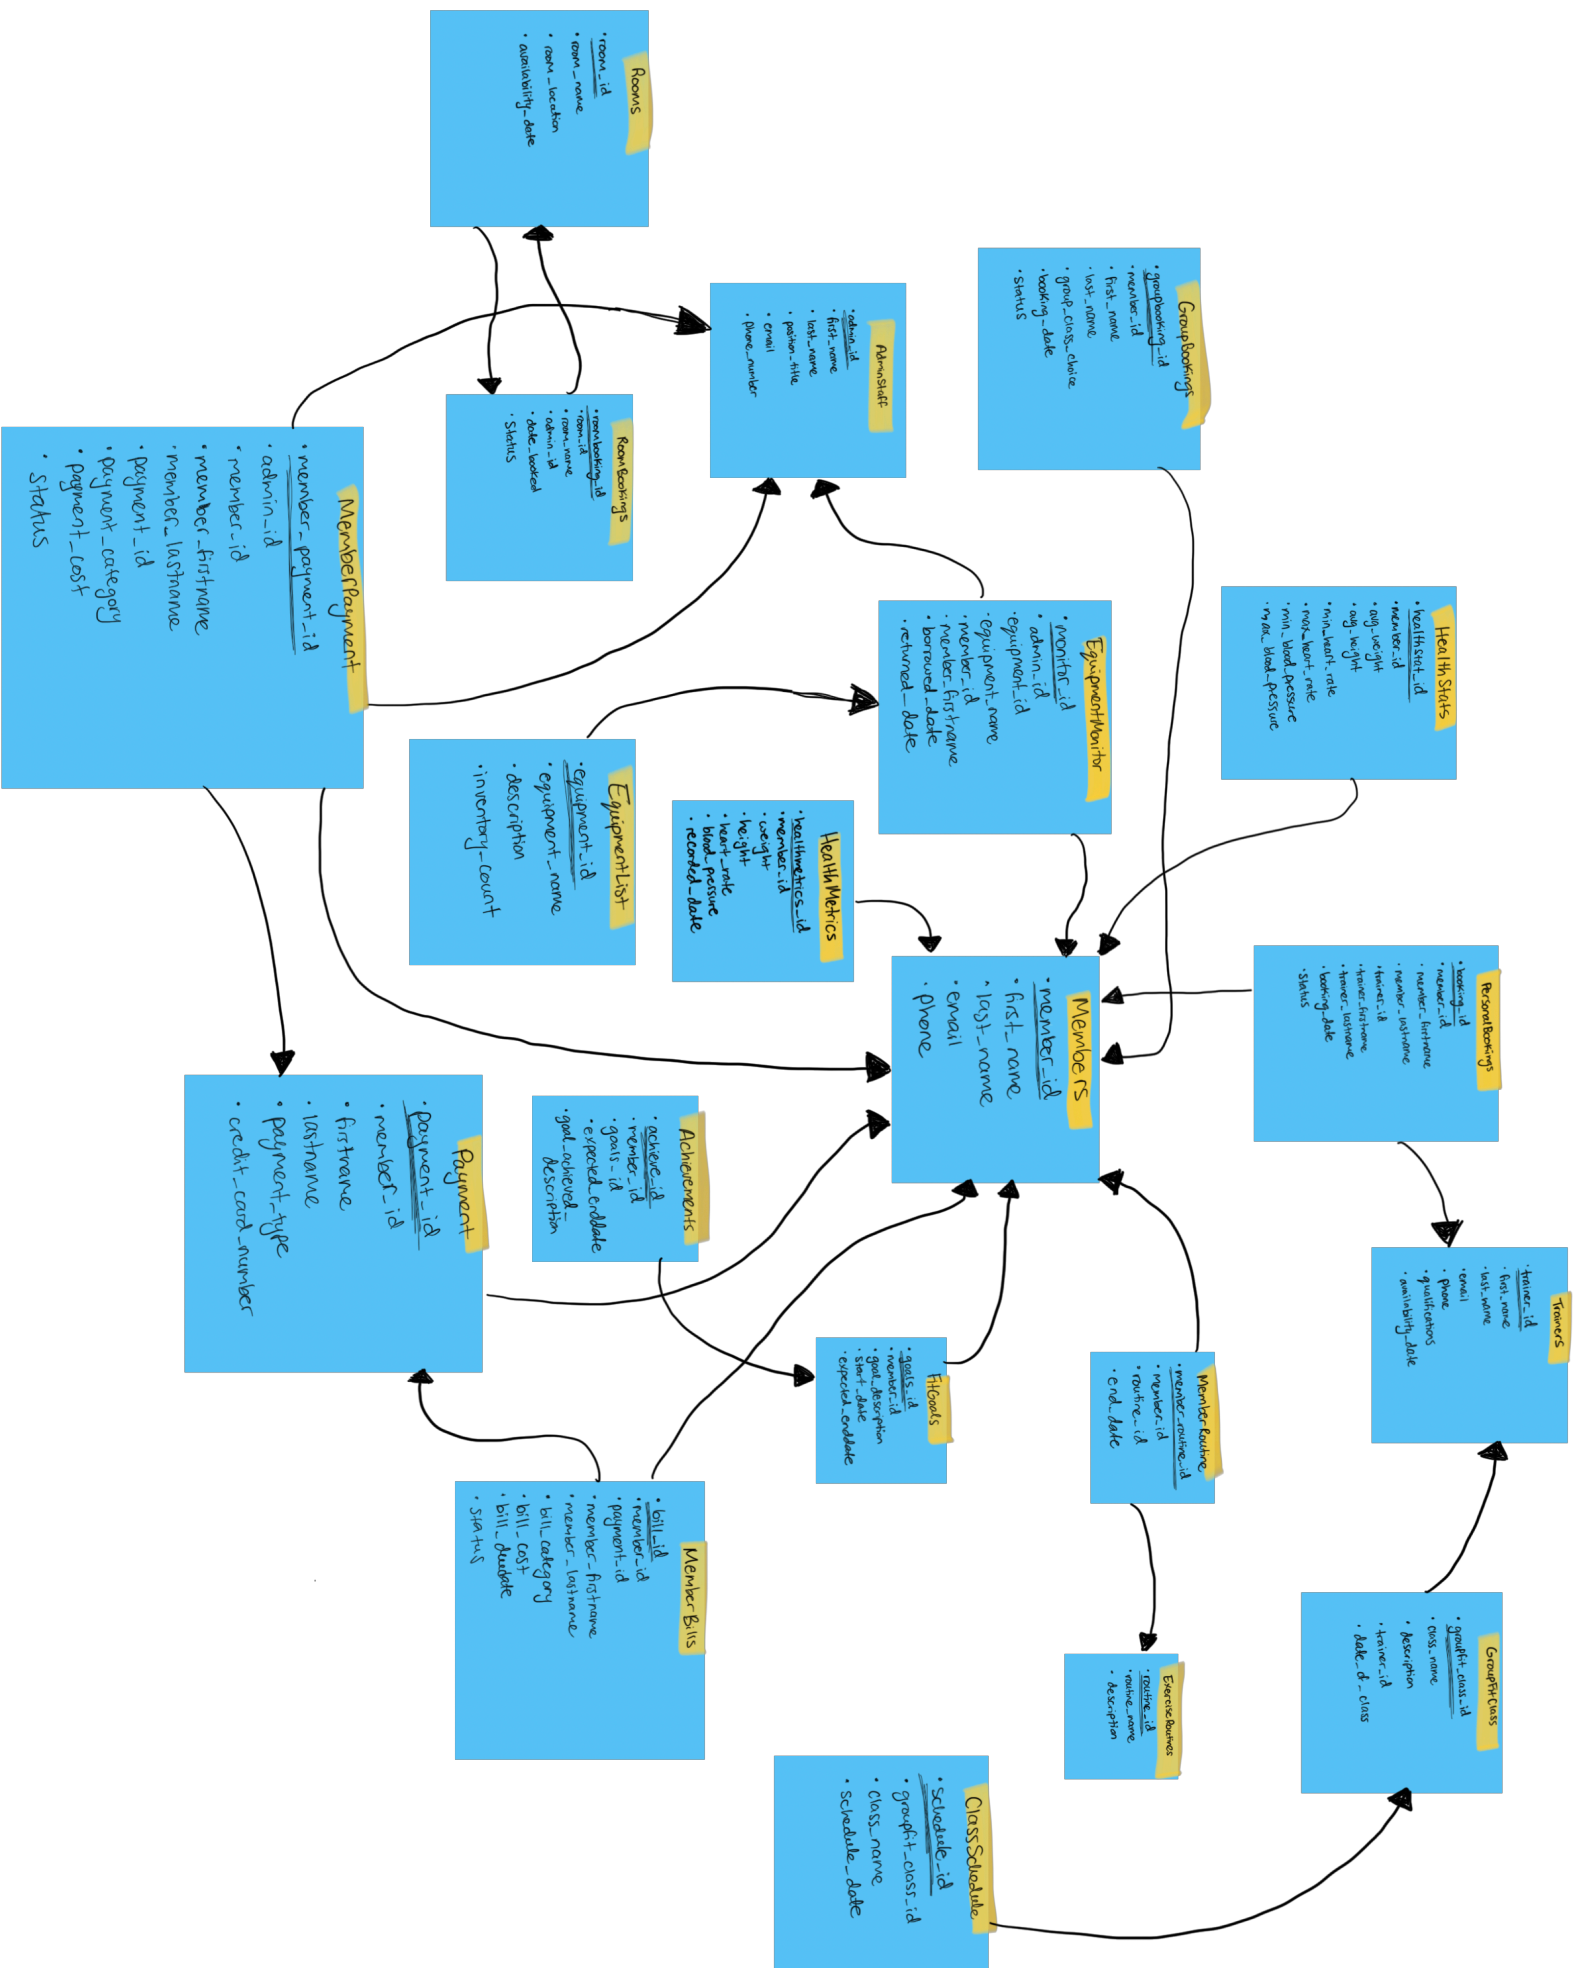 Rooms
• room_id
• room_name
• room_location
• availability_date
AdminStaff
• admin_id
• first_name
• last_name
• position_title
• email
• phone_number
GroupBookings
• groupbooking_id
• member_id
• first_name
• last_name
• group_class_choice
• booking_date
• status
RoomBookings
• roombooking_id
• room_id
• room_name
• admin_id
• date_booked
• status
MemberPayment
• member_payment_id
• admin_id
• member_id
• member_firstname
• member_lastname
• payment_id
• payment_category
• payment_cost
• status
EquipmentMonitor
• monitor_id
• admin_id
• equipment_id
• equipment_name
• member_id
• member_firstname
• borrowed_date
• returned_date
HealthStats
• healthstat_id
• member_id
• avg_weight
• avg_height
• min_heart_rate
• max_heart_rate
• min_blood_pressure
• max_blood_pressure
EquipmentList
• equipment_id
• equipment_name
• description
• inventory_count
HealthMetrics
• healthmetrics_id
• member_id
• weight
• height
• heart_rate
• blood_pressure
• recorded_date
Members
• member_id
• first_name
• last_name
• email
• phone
PersonalBookings
• booking_id
• member_id
• member_firstname
• member_lastname
• trainer_id
• trainer_firstname
• trainer_lastname
• booking_date
• status
Payment
• payment_id
• member_id
• firstname
• lastname
• payment_type
• credit_card_number
Achievements
• achieve_id
• member_id
• goals_id
• expected_enddate
• goal_achieved_
description
Trainers
• trainer_id
• first_name
• last_name
• email
• phone
• qualifications
• availability_date
FitGoals
• goals_id
• member_id
• goal_description
• start_date
• expected_enddate
MemberRoutine
• member_routine_id
• member_id
• routine_id
• end_date
MemberBills
• bill_id
• member_id
• payment_id
• member_firstname
• member_lastname
• bill_category
• bill_cost
• bill_duedate
• status
ExerciseRoutines
• routine_id
• routine_name
• description
GroupFitClass
• groupfit_class_id
• class_name
• description
• trainer_id
• date_of_class
ClassSchedule
• schedule_id
• groupfit_class_id
• class_name
• schedule_date